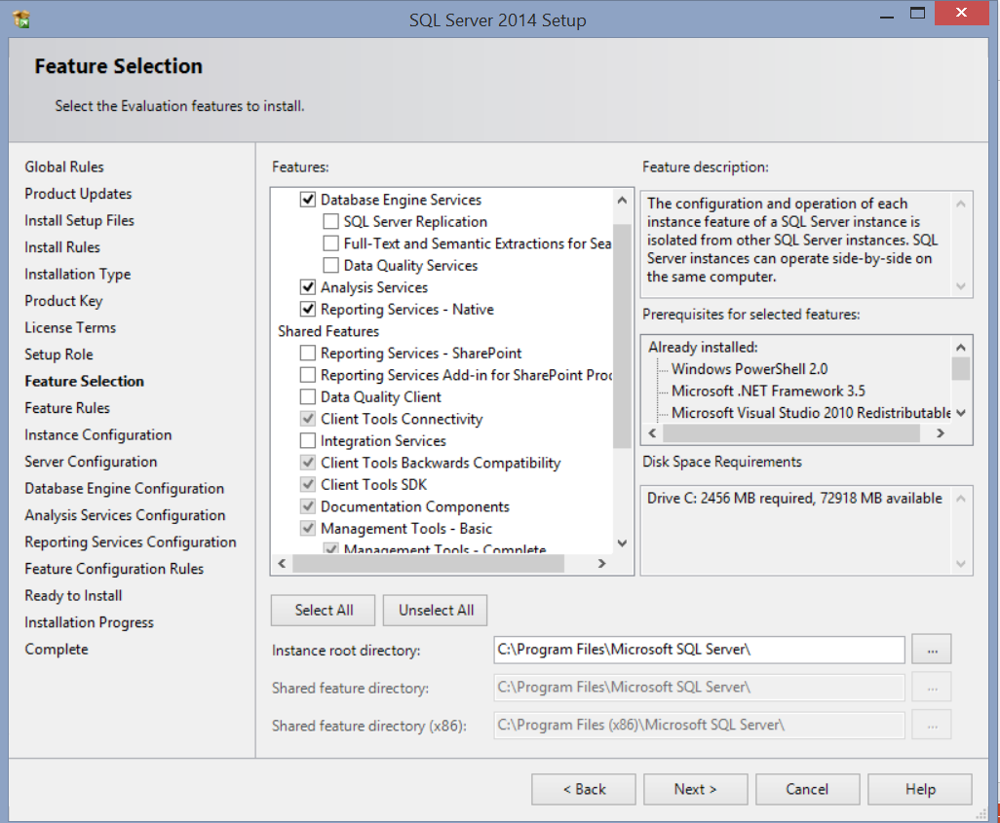 SQL Server 2014 Setup
Feature Selection
Select the Evaluation features to install.
Global Rules
Product Updates
Install Setup Files
Install Rules
Installation Type
Product Key
License Terms
Setup Role
Feature Selection
Feature Rules
Instance Configuration
Server Configuration
Database Engine Configuration
Analysis Services Configuration
Reporting Services Configuration
Feature Configuration Rules
Ready to Install
Installation Progress
Complete
Features:
Database Engine Services
SQL Server Replication
Full-Text and Semantic Extractions for Sea
Data Quality Services
Analysis Services
Reporting Services - Native
Shared Features
Reporting Services - SharePoint
Reporting Services Add-in for SharePoint Proc
Data Quality Client
Client Tools Connectivity
Integration Services
Client Tools Backwards Compatibility
Client Tools SDK
Documentation Components
Management Tools - Basic
Management Tools - Complete
Select All
Unselect All
Feature description:
The configuration and operation of each
instance feature of a SQL Server instance is
isolated from other SQL Server instances. SQL
Server instances can operate side-by-side on
the same computer.
Prerequisites for selected features:
Already installed:
Windows PowerShell 2.0
Microsoft .NET Framework 3.5
Microsoft Visual Studio 2010 Redistributable
Disk Space Requirements
Drive C: 2456 MB required, 72918 MB available
Instance root directory:
C:\Program Files\Microsoft SQL Server\
...
Shared feature directory:
C:\Program Files\Microsoft SQL Server\
...
Shared feature directory (x86):
C:\Program Files (x86)\Microsoft SQL Server\
...
< Back
Next >
Cancel
Help